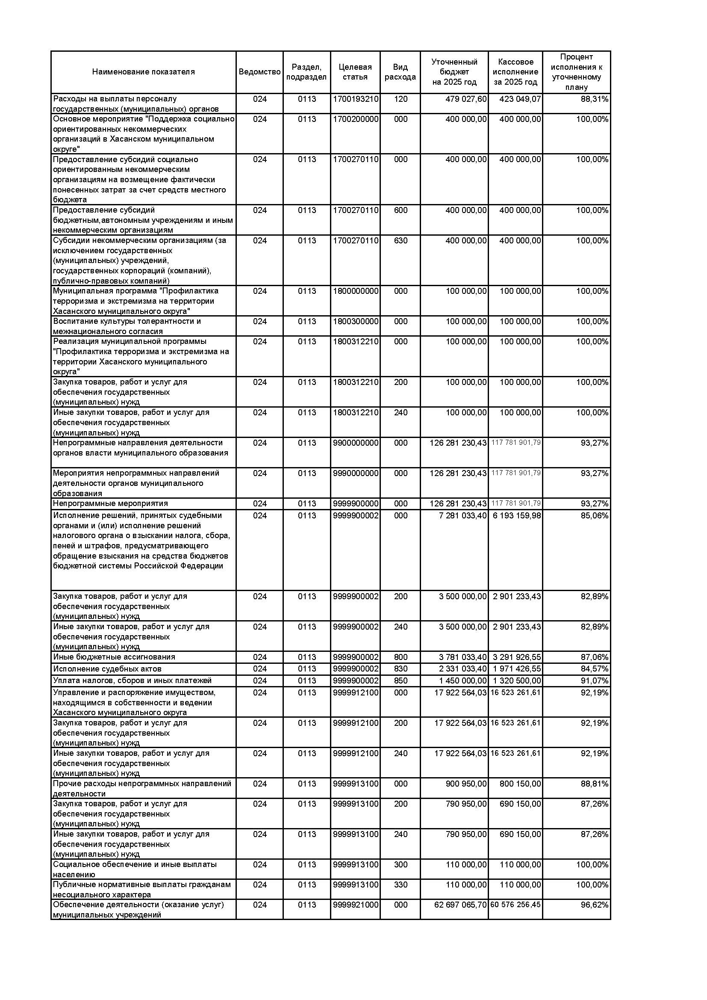 Наименование показателя Ведомство Раздел, подраздел Целевая статья Вид расхода Уточненный бюджет на 2025 год Кассовое исполнение за 2025 год Процент исполнения к уточненному плану
Расходы на выплаты персоналу 024 0113 1700193210 120 479 027,60 423 049,07 88,31%
государственных (муниципальных) органов
Основное мероприятие "Поддержка социально 024 0113 1700200000 000 400 000,00 400 000,00 100,00%
ориентированных некоммерческих
организаций в Хасанском муниципальном
округе"
Предоставление субсидий социально 024 0113 1700270110 000 400 000,00 400 000,00 100,00%
ориентированным некоммерческим
организациям на возмещение фактически
понесенных затрат за счет средств местного
бюджета
Предоставление субсидий 024 0113 1700270110 600 400 000,00 400 000,00 100,00%
бюджетным,автономным учреждениям и иным
некоммерческим организациям
Субсидии некоммерческим организациям (за 024 0113 1700270110 630 400 000,00 400 000,00 100,00%
исключением государственных
(муниципальных) учреждений,
государственных корпораций (компаний),
публично-правовых компаний)
Муниципальная программа "Профилактика 024 0113 1800000000 000 100 000,00 100 000,00 100,00%
терроризма и экстремизма на территории
Хасанского муниципального округа"
Воспитание культуры толерантности и 024 0113 1800300000 000 100 000,00 100 000,00 100,00%
межнационального согласия
Реализация муниципальной программы 024 0113 1800312210 000 100 000,00 100 000,00 100,00%
"Профилактика терроризма и экстремизма на
территории Хасанского муниципального
округа"
Закупка товаров, работ и услуг для 024 0113 1800312210 200 100 000,00 100 000,00 100,00%
обеспечения государственных
(муниципальных) нужд
Иные закупки товаров, работ и услуг для 024 0113 1800312210 240 100 000,00 100 000,00 100,00%
обеспечения государственных
(муниципальных) нужд
Непрограммные направления деятельности 024 0113 9900000000 000 126 281 230,43 117 781 901,79 93,27%
органов власти муниципального образования
Мероприятия непрограммных направлений 024 0113 9990000000 000 126 281 230,43 117 781 901,79 93,27%
деятельности органов муниципального
образования
Непрограммные мероприятия 024 0113 9999900000 000 126 281 230,43 117 781 901,79 93,27%
Исполнение решений, принятых судебными 024 0113 9999900002 000 7 281 033,40 6 193 159,98 85,06%
органами и (или) исполнение решений
налогового органа о взыскании налога, сбора,
пеней и штрафов, предусматривающего
обращение взыскания на средства бюджетов
бюджетной системы Российской Федерации
Закупка товаров, работ и услуг для 024 0113 9999900002 200 3 500 000,00 2 901 233,43 82,89%
обеспечения государственных
(муниципальных) нужд
Иные закупки товаров, работ и услуг для 024 0113 9999900002 240 3 500 000,00 2 901 233,43 82,89%
обеспечения государственных
(муниципальных) нужд
Иные бюджетные ассигнования 024 0113 9999900002 800 3 781 033,40 3 291 926,55 87,06%
Исполнение судебных актов 024 0113 9999900002 830 2 331 033,40 1 971 426,55 84,57%
Уплата налогов, сборов и иных платежей 024 0113 9999900002 850 1 450 000,00 1 320 500,00 91,07%
Управление и распоряжение имуществом, 024 0113 9999912100 000 17 922 564,03 16 523 261,61 92,19%
находящимся в собственности и ведении
Хасанского муниципального округа
Закупка товаров, работ и услуг для 024 0113 9999912100 200 17 922 564,03 16 523 261,61 92,19%
обеспечения государственных
(муниципальных) нужд
Иные закупки товаров, работ и услуг для 024 0113 9999912100 240 17 922 564,03 16 523 261,61 92,19%
обеспечения государственных
(муниципальных) нужд
Прочие расходы непрограммных направлений 024 0113 9999913100 000 900 950,00 800 150,00 88,81%
деятельности
Закупка товаров, работ и услуг для 024 0113 9999913100 200 790 950,00 690 150,00 87,26%
обеспечения государственных
(муниципальных) нужд
Иные закупки товаров, работ и услуг для 024 0113 9999913100 240 790 950,00 690 150,00 87,26%
обеспечения государственных
(муниципальных) нужд
Социальное обеспечение и иные выплаты 024 0113 9999913100 300 110 000,00 110 000,00 100,00%
населению
Публичные нормативные выплаты гражданам 024 0113 9999913100 330 110 000,00 110 000,00 100,00%
несоциального характера
Обеспечение деятельности (оказание услуг) 024 0113 9999921000 000 62 697 065,70 60 576 256,45 96,62%
муниципальных учреждений